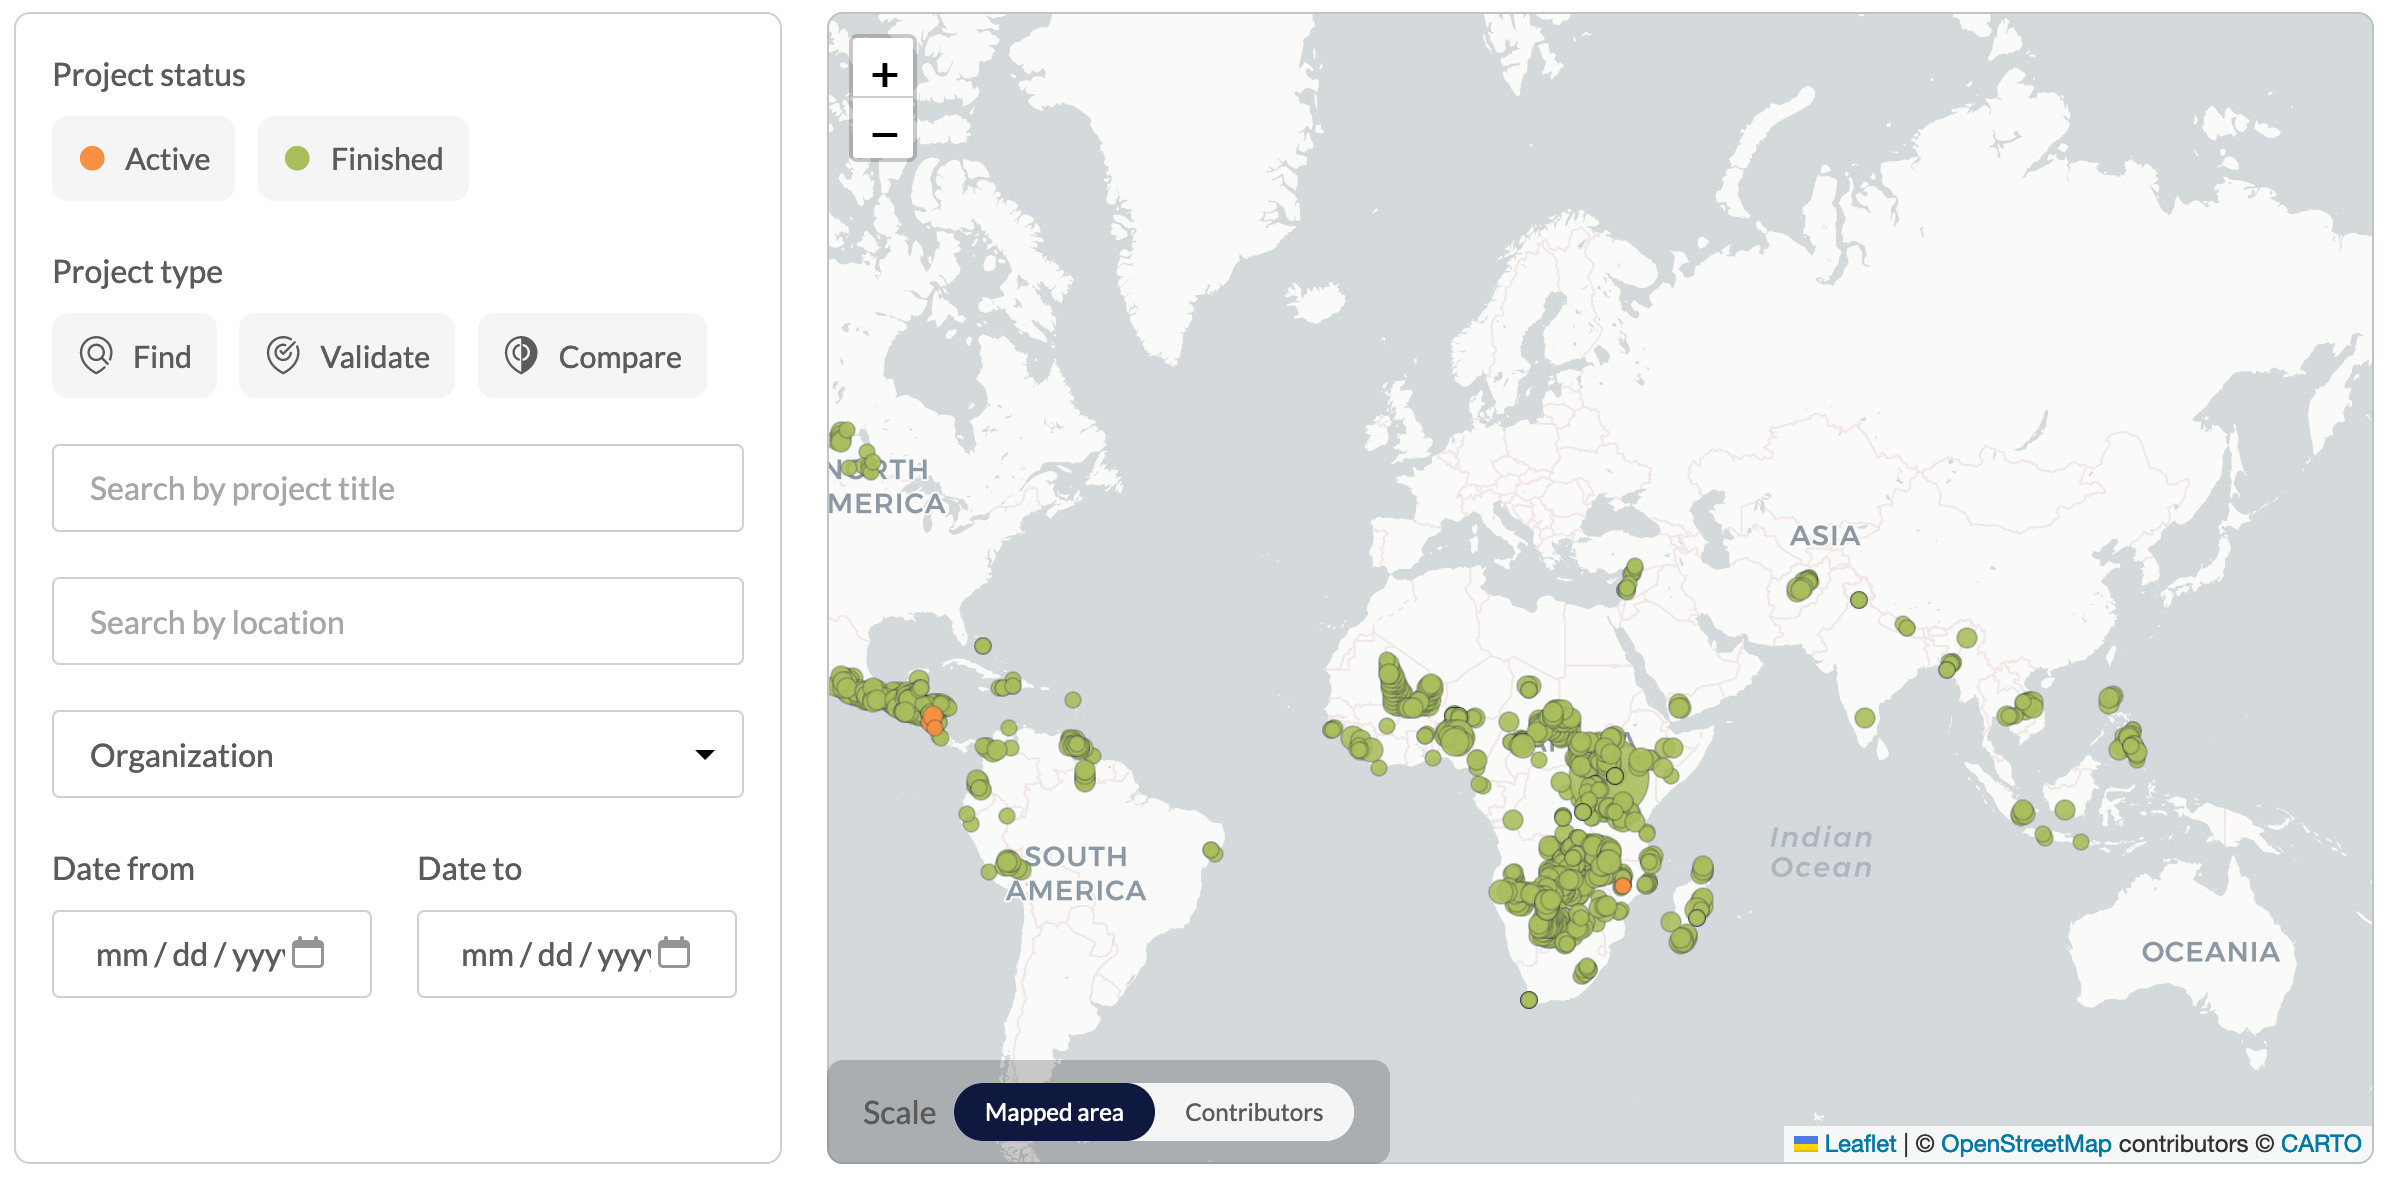 Project status
Active
Finished
Project type
Find
Validate
Compare
Search by project title
Search by location
Organization
Date from
Date to
mm / dd / yyy
mm / dd / yyy
+
−
NORTH
MERICA
ASIA
SOUTH
AMERICA
Indian
Ocean
OCEANIA
Scale
Mapped area
Contributors
Leaflet | © OpenStreetMap contributors © CARTO